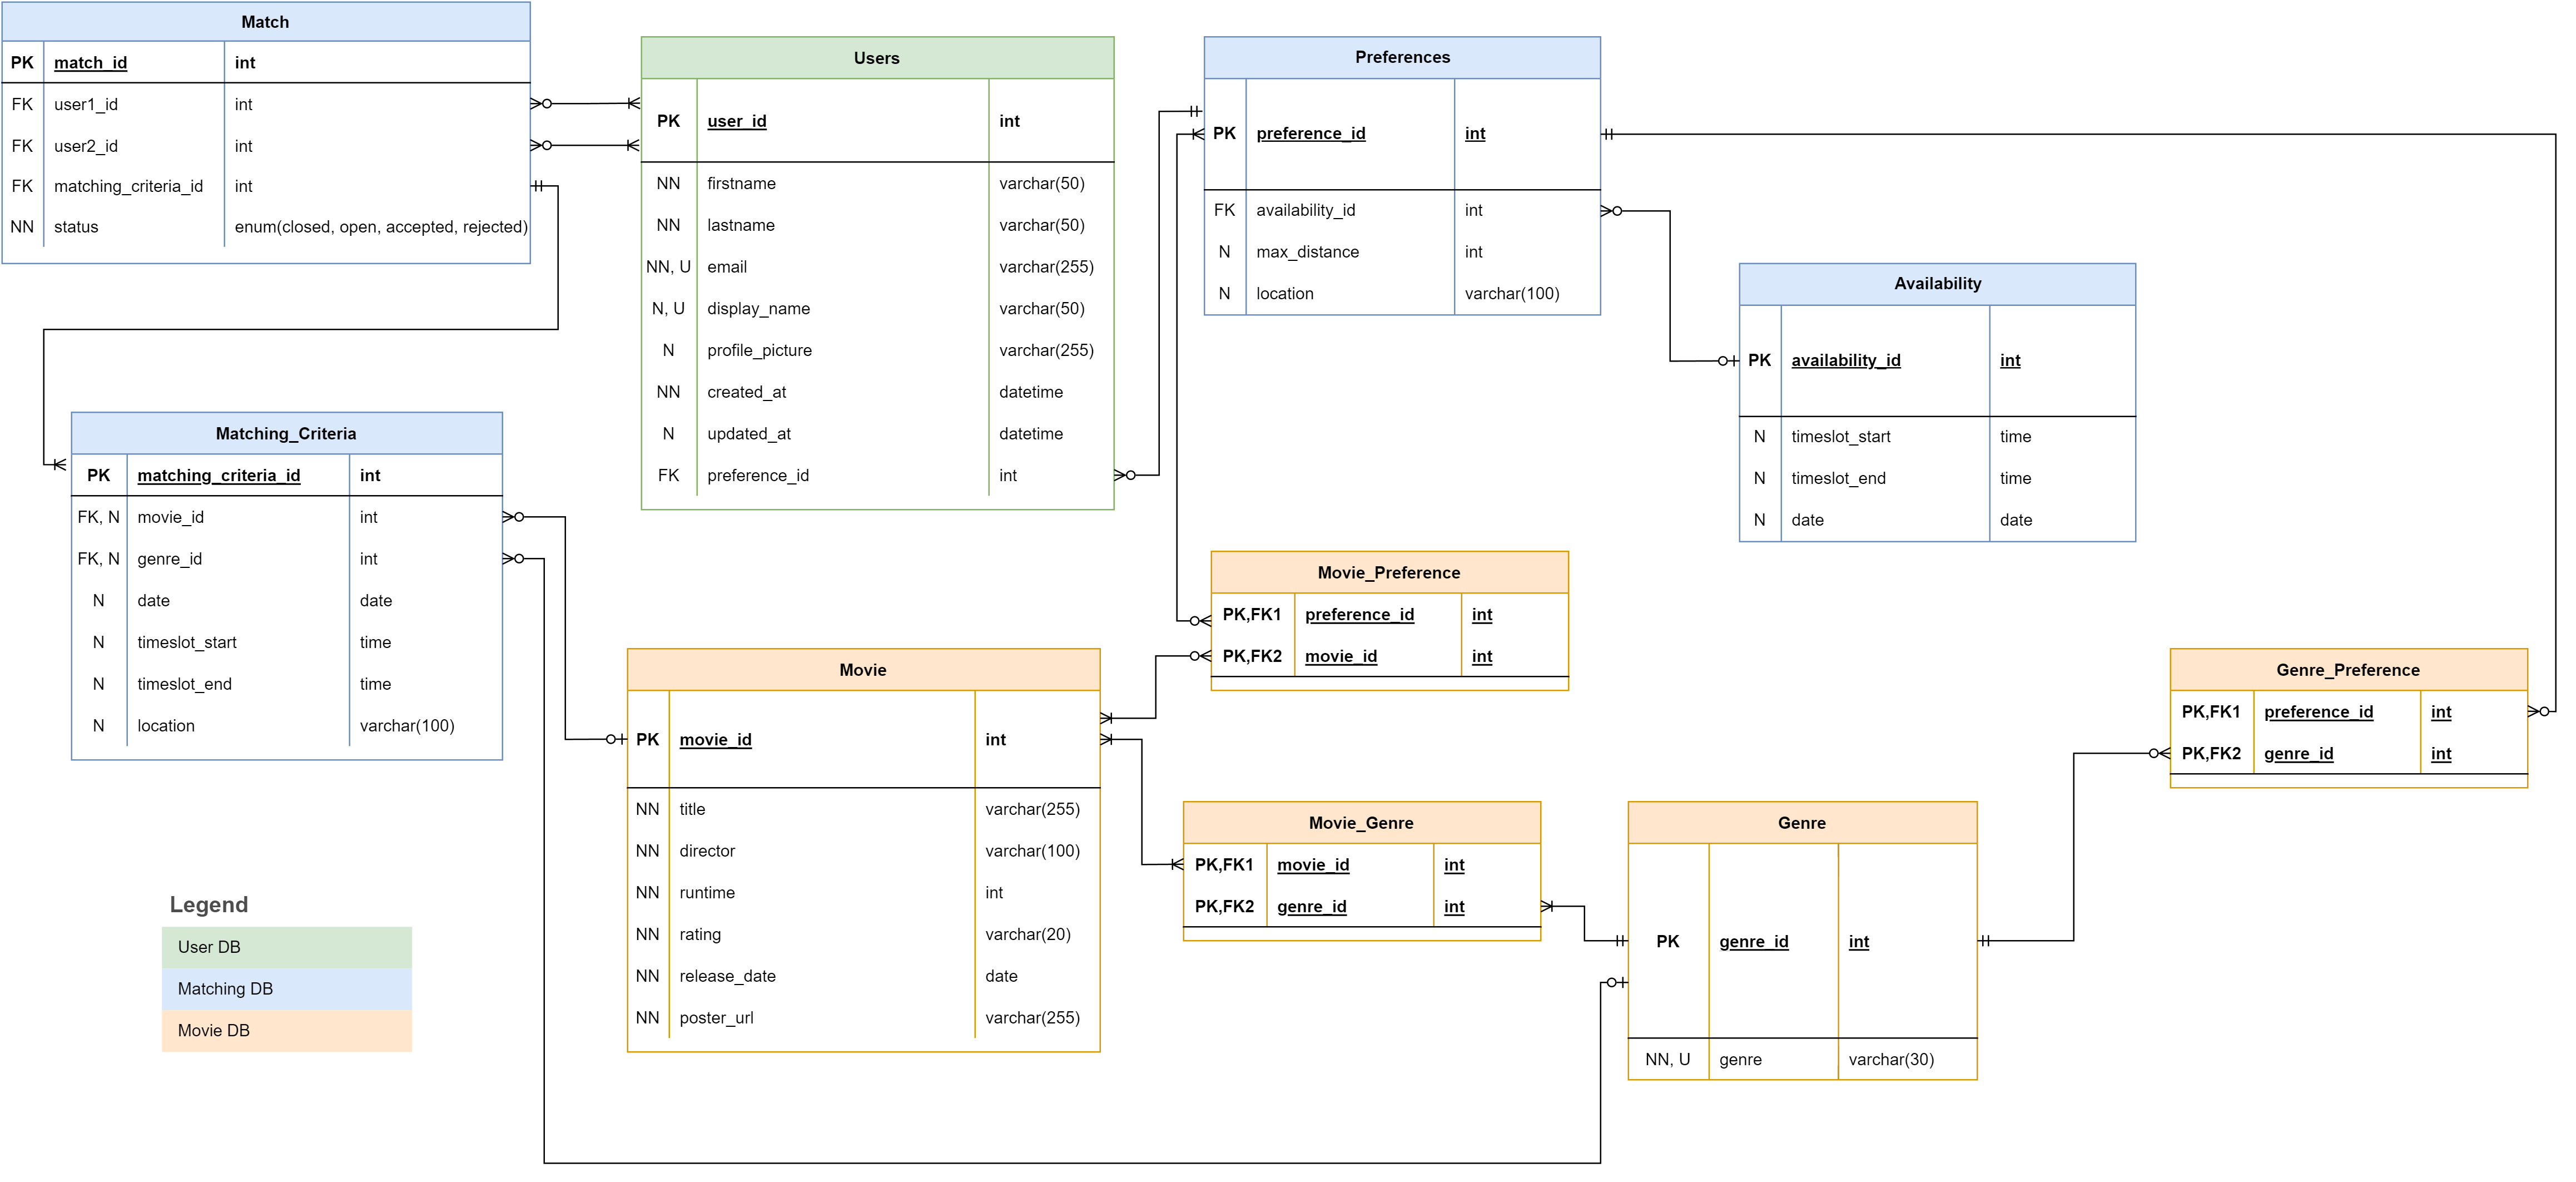 Match
PK match_id int
FK user1_id int
FK user2_id int
FK matching_criteria_id int
NN status enum(closed, open, accepted, rejected)
Users
PK user_id int
NN firstname varchar(50)
NN lastname varchar(50)
NN, U email varchar(255)
N, U display_name varchar(50)
N profile_picture varchar(255)
NN created_at datetime
N updated_at datetime
FK preference_id int
Preferences
PK preference_id int
FK availability_id int
N max_distance int
N location varchar(100)
Availability
PK availability_id int
N timeslot_start time
N timeslot_end time
N date date
Matching_Criteria
PK matching_criteria_id int
FK, N movie_id int
FK, N genre_id int
N date date
N timeslot_start time
N timeslot_end time
N location varchar(100)
Movie_Preference
PK,FK1 preference_id int
PK,FK2 movie_id int
Movie
PK movie_id int
NN title varchar(255)
NN director varchar(100)
NN runtime int
NN rating varchar(20)
NN release_date date
NN poster_url varchar(255)
Genre_Preference
PK,FK1 preference_id int
PK,FK2 genre_id int
Movie_Genre
PK,FK1 movie_id int
PK,FK2 genre_id int
Genre
PK genre_id int
NN, U genre varchar(30)
Legend
User DB
Matching DB
Movie DB